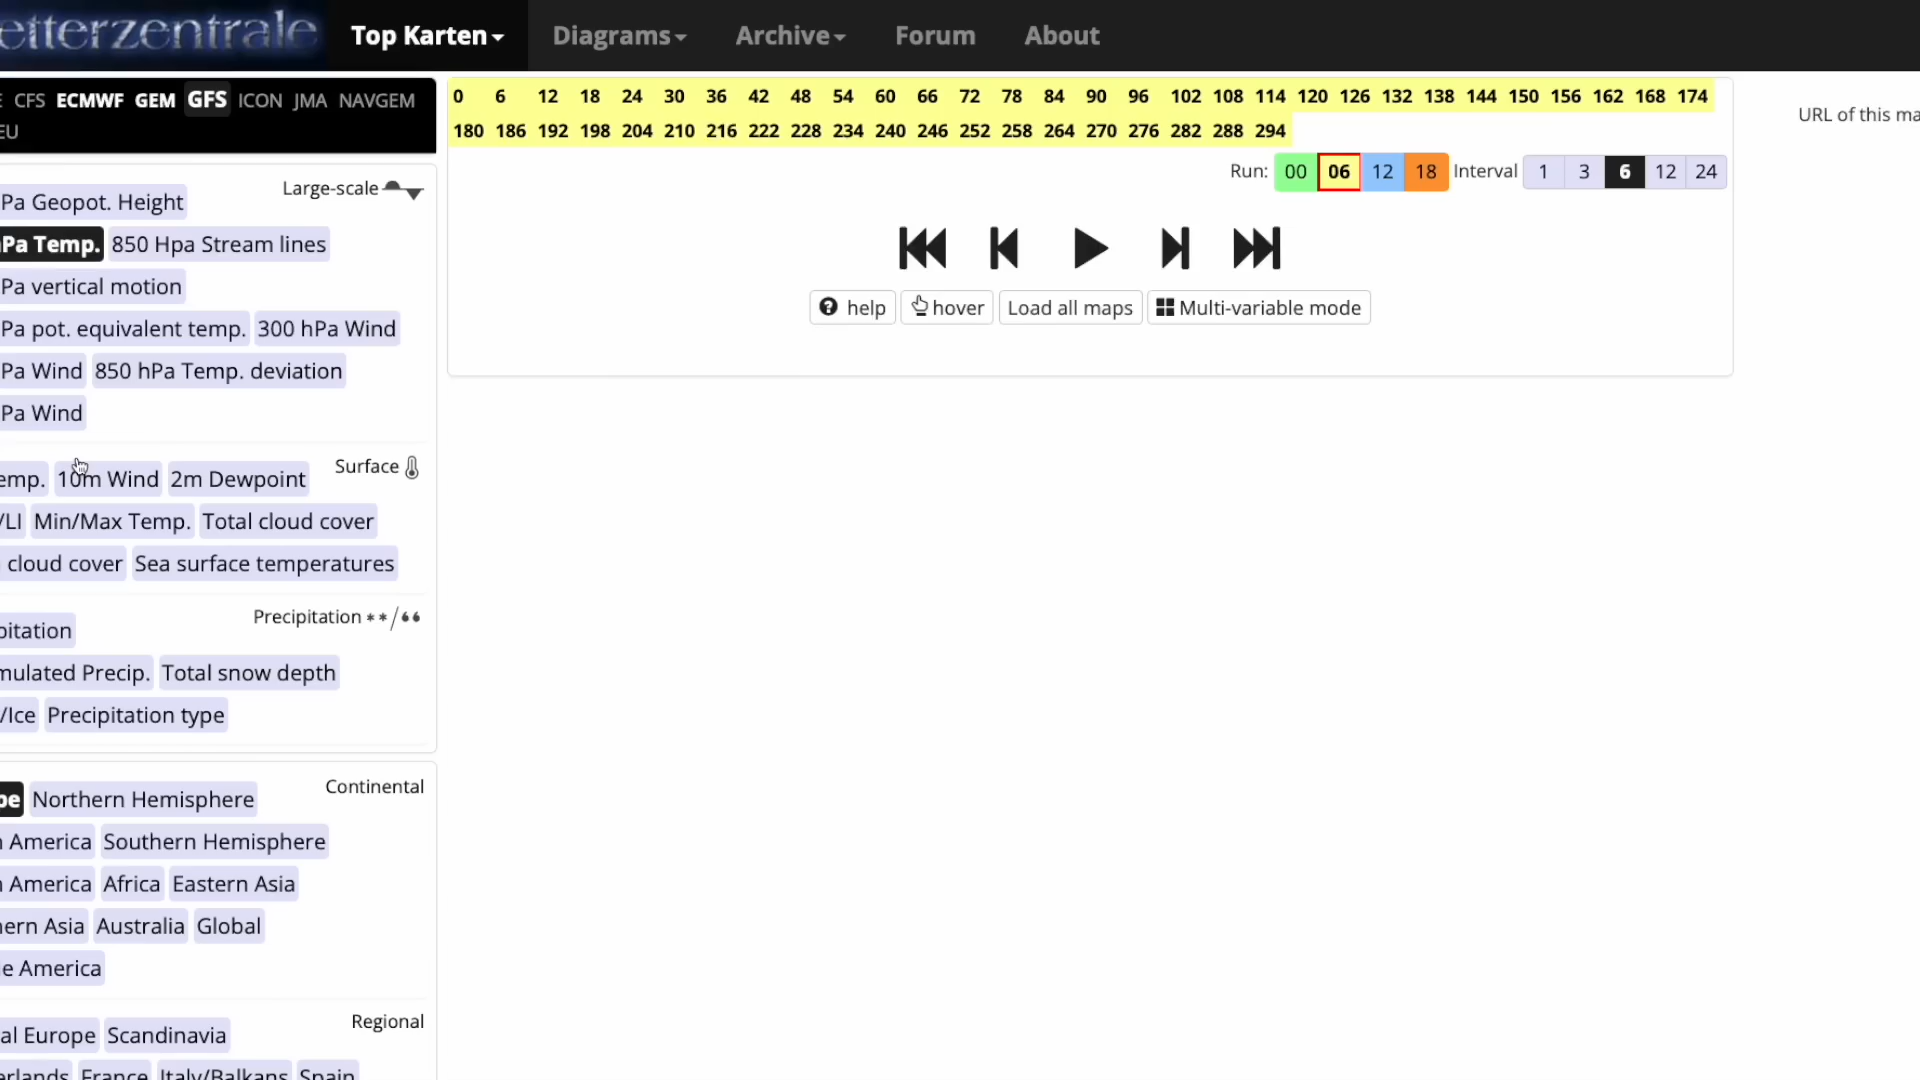 etterzentrale Top Karten Diagrams Archive Forum About
E CFS ECMWF GEM GFS ICON JMA NAVGEM
EU
0 6 12 18 24 30 36 42 48 54 60 66 72 78 84 90 96 102 108 114 120 126 132 138 144 150 156 162 168 174
180 186 192 198 204 210 216 222 228 234 240 246 252 258 264 270 276 282 288 294
URL of this ma
Run: 00 06 12 18 Interval 1 3 6 12 24
help hover Load all maps Multi-variable mode
Large-scale
Pa Geopot. Height
Pa Temp. 850 Hpa Stream lines
Pa vertical motion
Pa pot. equivalent temp. 300 hPa Wind
Pa Wind 850 hPa Temp. deviation
Pa Wind
Surface
emp. 10m Wind 2m Dewpoint
/LI Min/Max Temp. Total cloud cover
cloud cover Sea surface temperatures
Precipitation **/
pitation
mulated Precip. Total snow depth
/Ice Precipitation type
Continental
pe Northern Hemisphere
America Southern Hemisphere
America Africa Eastern Asia
ern Asia Australia Global
e America
Regional
al Europe Scandinavia
erlands France Italy/Balkans Spain